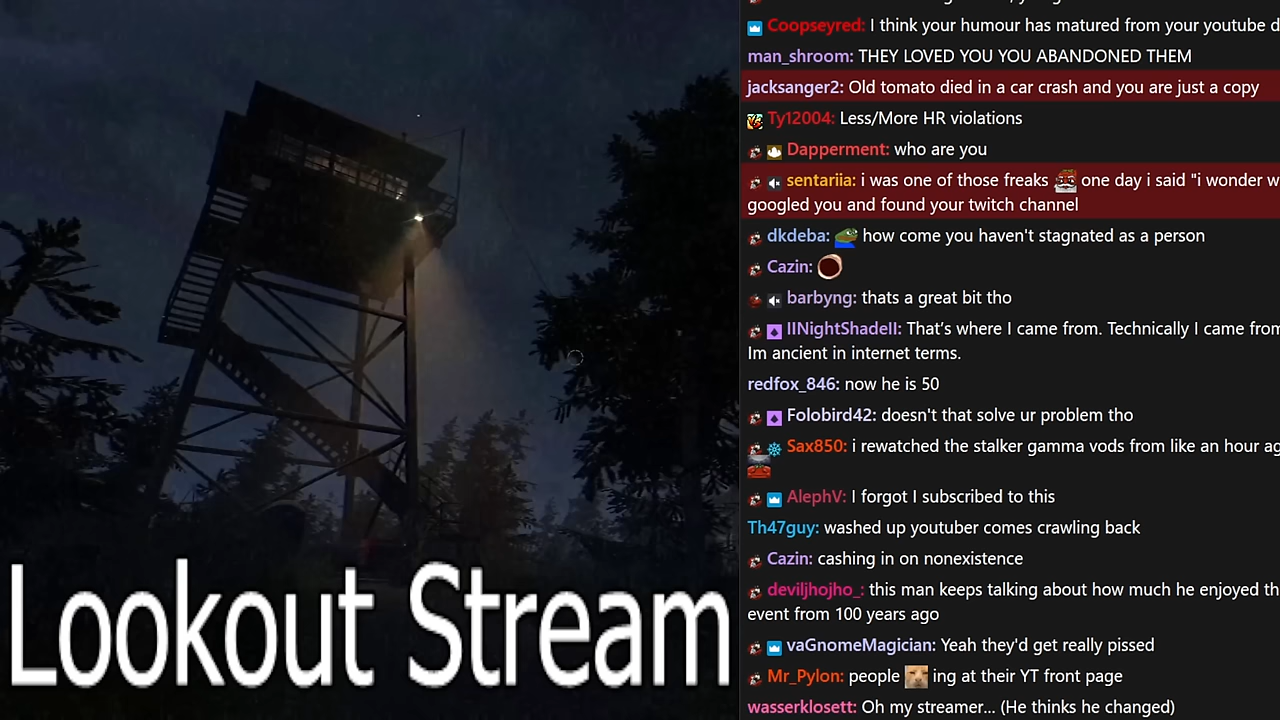 Coopseyred: I think your humour has matured from your youtube d
man_shroom: THEY LOVED YOU YOU ABANDONED THEM
jacksanger2: Old tomato died in a car crash and you are just a copy
Ty12004: Less/More HR violations
Dapperment: who are you
sentariia: i was one of those freaks one day i said "i wonder w
googled you and found your twitch channel
dkdeba: how come you haven't stagnated as a person
Cazin:
barbyng: thats a great bit tho
IINightShadeII: That's where I came from. Technically I came from
Im ancient in internet terms.
redfox_846: now he is 50
Folobird42: doesn't that solve ur problem tho
Sax850: i rewatched the stalker gamma vods from like an hour ag
AlephV: I forgot I subscribed to this
Th47guy: washed up youtuber comes crawling back
Cazin: cashing in on nonexistence
deviljhojho_: this man keeps talking about how much he enjoyed th
event from 100 years ago
vaGnomeMagician: Yeah they'd get really pissed
Mr_Pylon: people ing at their YT front page
wasserklosett: Oh my streamer... (He thinks he changed)
Lookout Stream